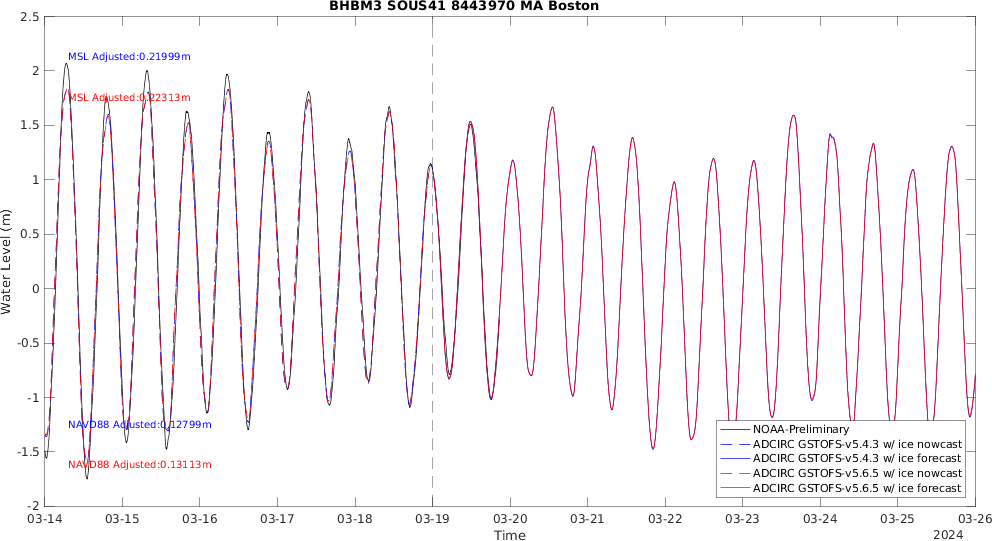 BHBM3 SOUS41 8443970 MA Boston
2.5
2
1.5
1
0.5
0
-0.5
-1
-1.5
-2
Water Level (m)
MSL Adjusted:0.21999m
MSL Adjusted:0.22313m
NAVD88 Adjusted:0.12799m
NAVD88 Adjusted:0.13113m
NOAA-Preliminary
ADCIRC GSTOFS-v5.4.3 w/ ice nowcast
ADCIRC GSTOFS-v5.4.3 w/ ice forecast
ADCIRC GSTOFS-v5.6.5 w/ ice nowcast
ADCIRC GSTOFS-v5.6.5 w/ ice forecast
03-14 03-15 03-16 03-17 03-18 03-19 03-20 03-21 03-22 03-23 03-24 03-25 03-26
Time
2024